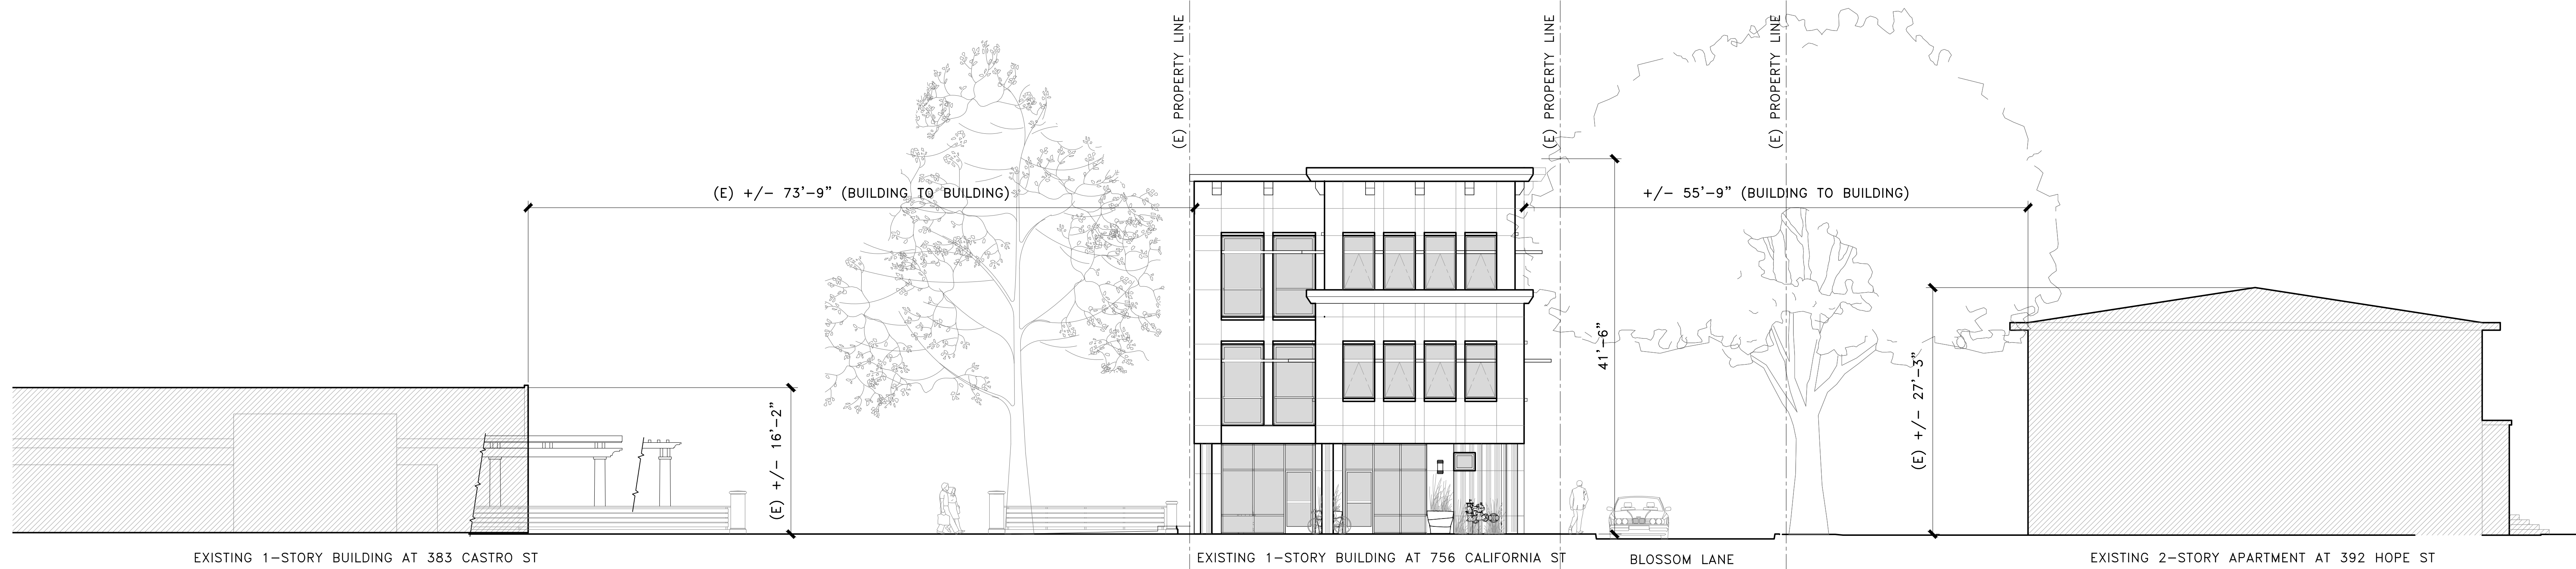 (E) PROPERTY LINE
(E) PROPERTY LINE
(E) PROPERTY LINE
(E) +/- 73'-9" (BUILDING TO BUILDING)
+/- 55'-9" (BUILDING TO BUILDING)
41'-6"
(E) +/- 27'-3"
(E) +/- 16'-2"
EXISTING 1-STORY BUILDING AT 383 CASTRO ST
EXISTING 1-STORY BUILDING AT 756 CALIFORNIA ST
BLOSSOM LANE
EXISTING 2-STORY APARTMENT AT 392 HOPE ST